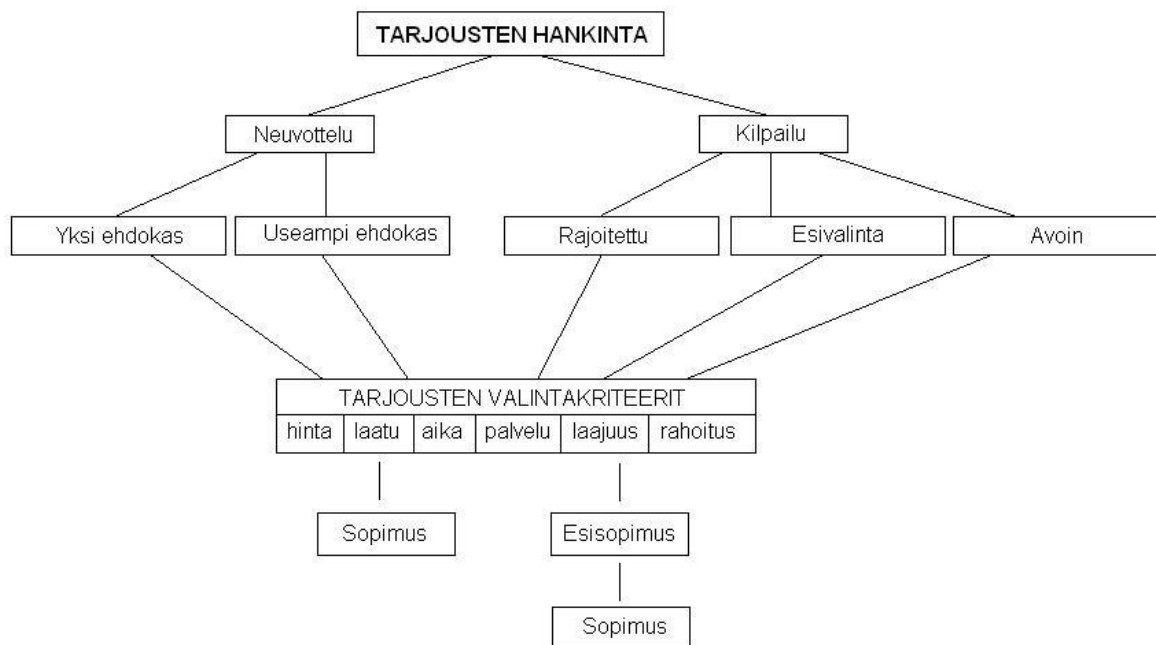 TARJOUSTEN HANKINTA
Neuvottelu
Kilpailu
Yksi ehdokas
Useampi ehdokas
Rajoitettu
Esivalinta
Avoin
TARJOUSTEN VALINTAKRITEERIT
hinta
laatu
aika
palvelu
laajuus
rahoitus
Sopimus
Esisopimus
Sopimus